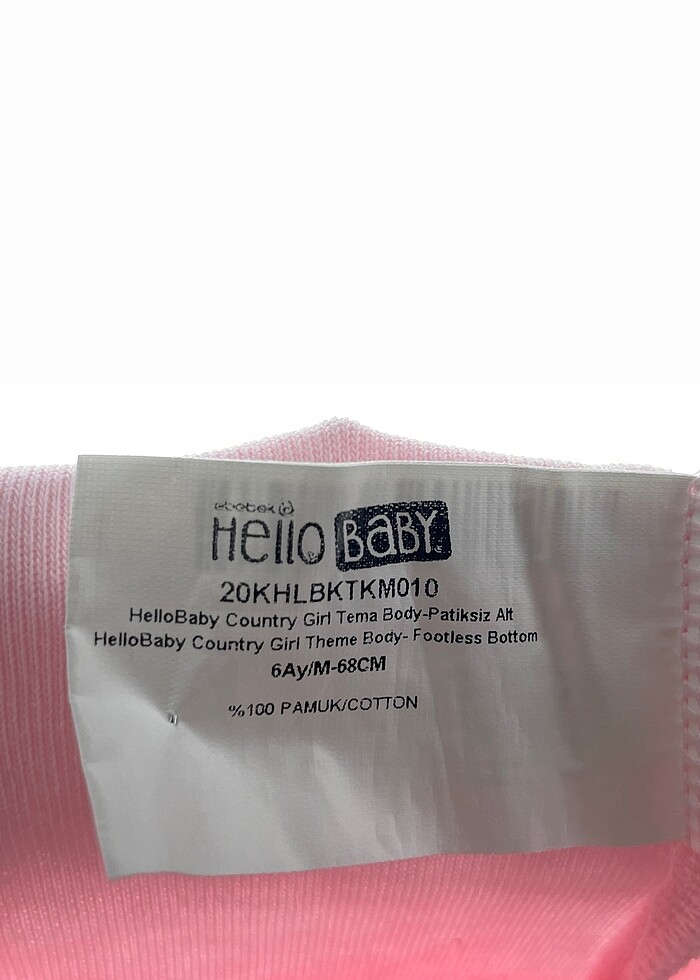 ebebek
Hello BaBY
20KHLBKTKM010
HelloBaby Country Girl Tema Body-Patiksiz Alt
HelloBaby Country Girl Theme Body- Footless Bottom
6Ay/M-68CM
%100 PAMUK/COTTON